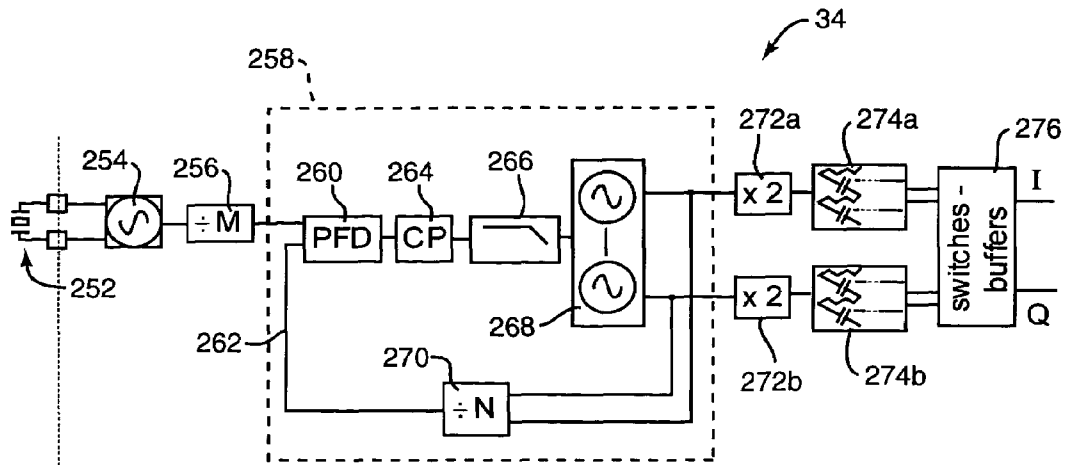 34
258
272a
274a
276
254
256
260
264
266
÷ M
PFD
CP
x 2
I
switches -
buffers
252
268
x 2
Q
262
270
272b
274b
÷ N